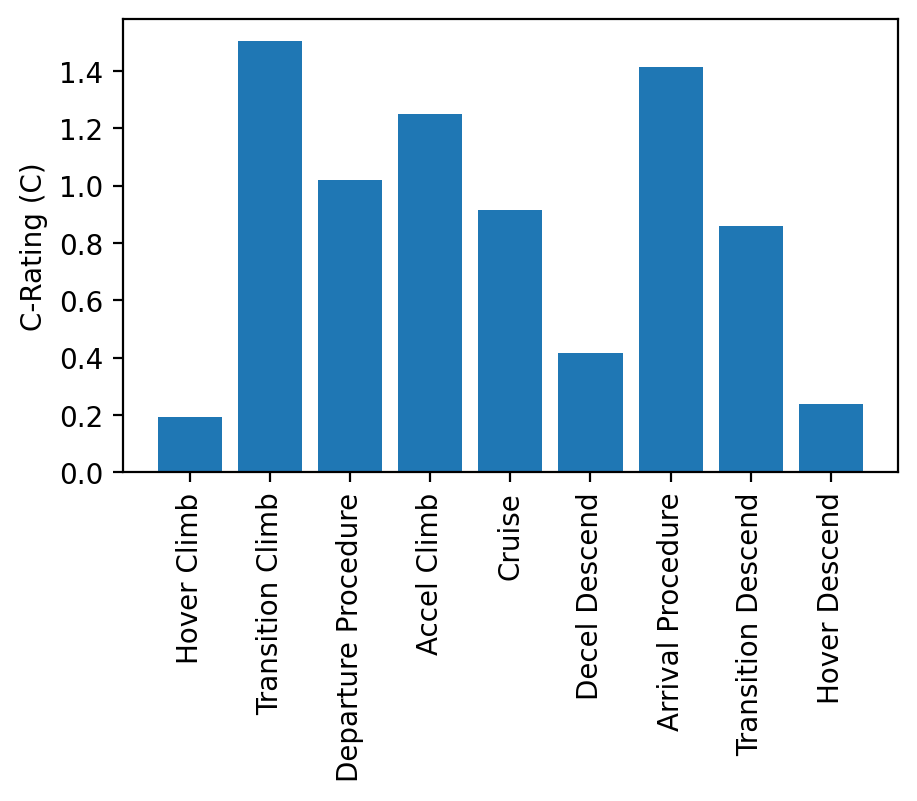 C-Rating (C)
1.4
1.2
1.0
0.8
0.6
0.4
0.2
0.0
Hover Climb
Transition Climb
Departure Procedure
Accel Climb
Cruise
Decel Descend
Arrival Procedure
Transition Descend
Hover Descend